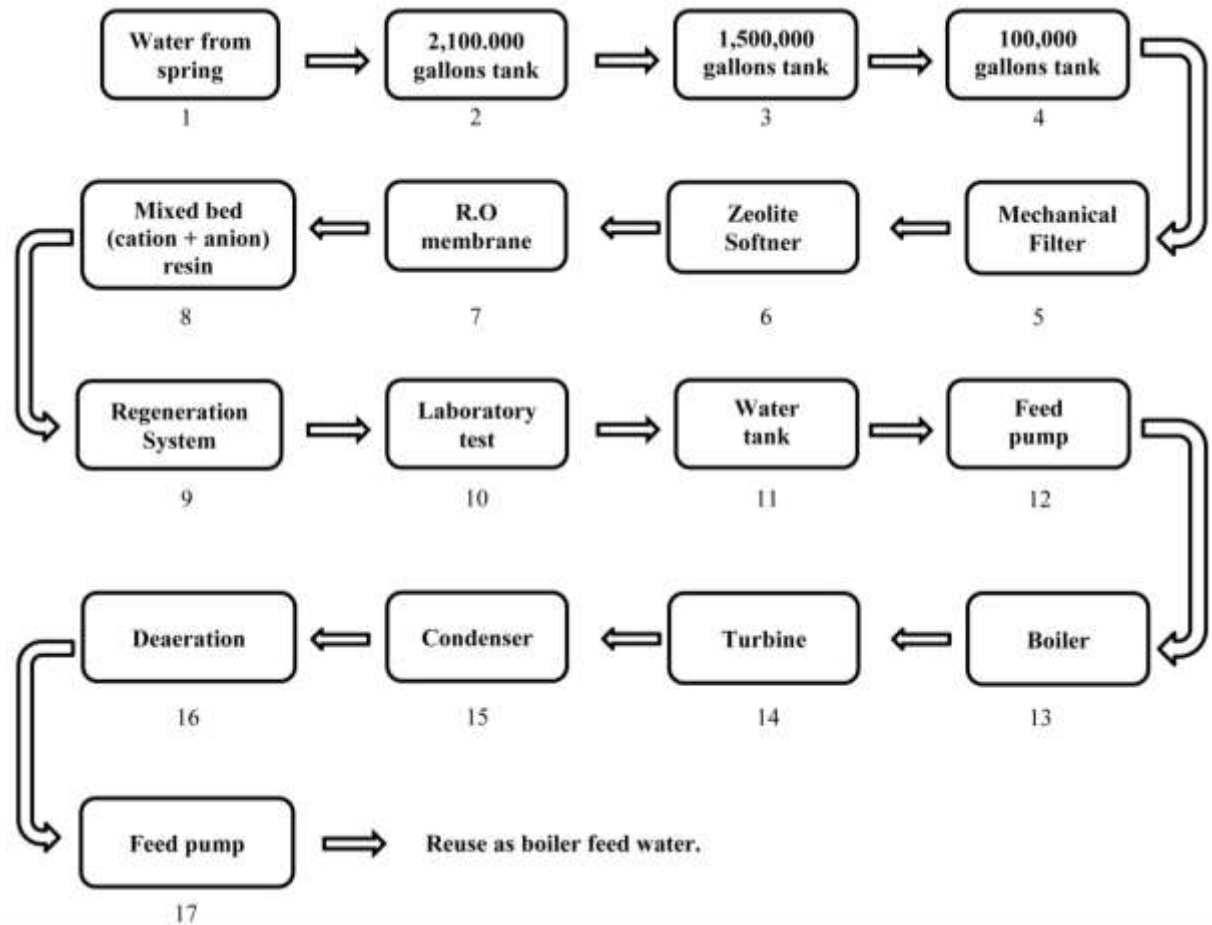 Water from
spring
1
2,100.000
gallons tank
2
1,500,000
gallons tank
3
100,000
gallons tank
4
Mechanical
Filter
5
Zeolite
Softner
6
R.O
membrane
7
Mixed bed
(cation + anion)
resin
8
Regeneration
System
9
Laboratory
test
10
Water
tank
11
Feed
pump
12
Boiler
13
Turbine
14
Condenser
15
Deaeration
16
Feed pump
17
Reuse as boiler feed water.